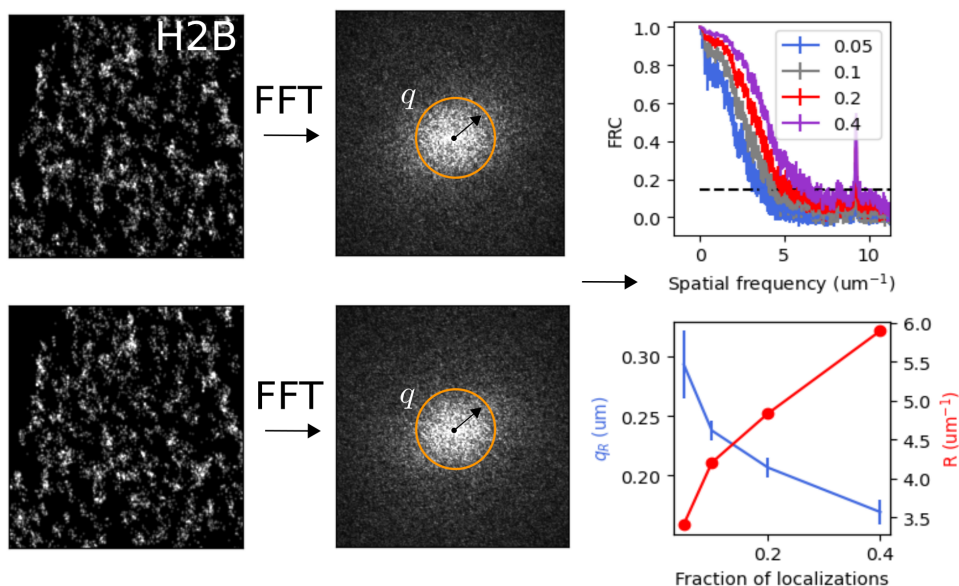 H2B
FFT
q
FFT
q
1.0
0.8
0.6
0.4
0.2
0.0
FRC
0.05
0.1
0.2
0.4
0
5
10
Spatial frequency (um⁻¹)
0.30
0.25
0.20
q_R (um)
6.0
5.5
5.0
4.5
4.0
3.5
R (um⁻¹)
0.2
0.4
Fraction of localizations